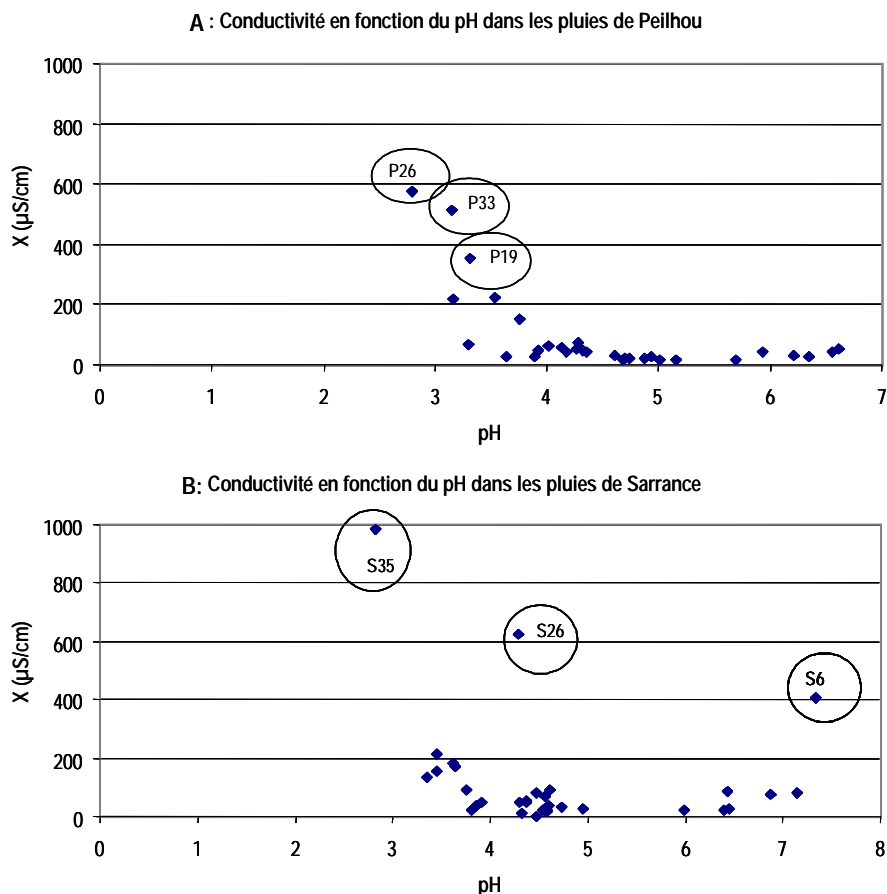 A : Conductivité en fonction du pH dans les pluies de Peilhou
1000
800
600
400
200
0
X (µS/cm)
P26
P33
P19
0 1 2 3 4 5 6 7
pH
B: Conductivité en fonction du pH dans les pluies de Sarrance
1000
800
600
400
200
0
X (µS/cm)
S35
S26
S6
0 1 2 3 4 5 6 7 8
pH